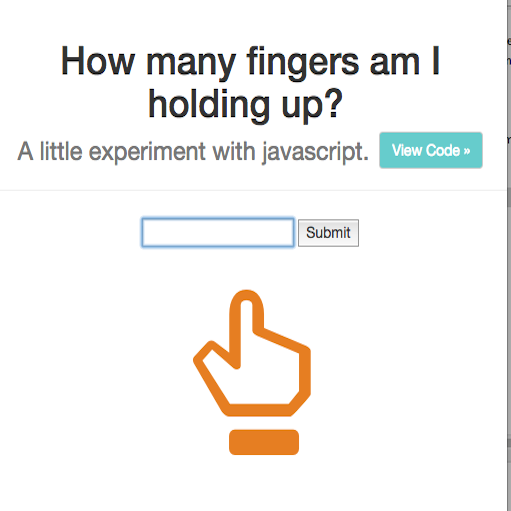 How many fingers am I
holding up?
A little experiment with javascript. View Code »
Submit